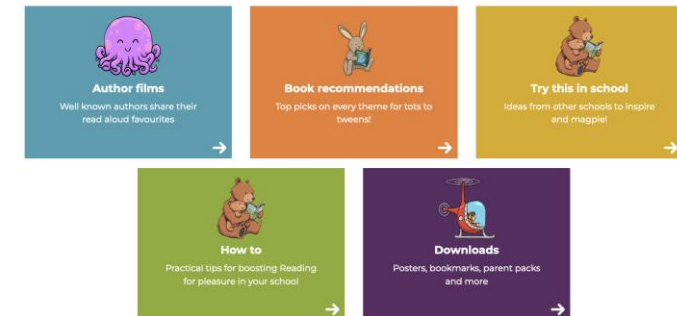 Author films
Well known authors share their
read aloud favourites
Book recommendations
Top picks on every theme for tots to
tweens!
Try this in school
Ideas from other schools to inspire
and magpie!
How to
Practical tips for boosting Reading
for pleasure in your school
Downloads
Posters, bookmarks, parent packs
and more